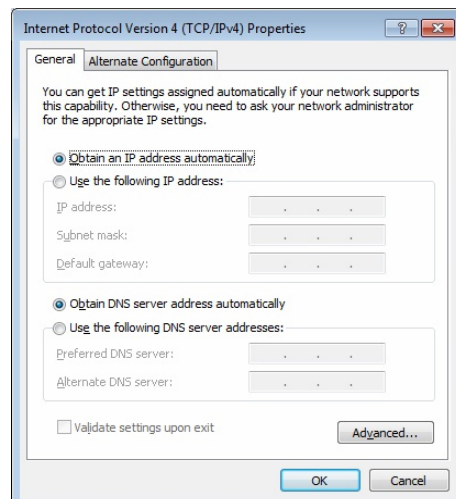 Internet Protocol Version 4 (TCP/IPv4) Properties
General
Alternate Configuration
You can get IP settings assigned automatically if your network supports
this capability. Otherwise, you need to ask your network administrator
for the appropriate IP settings.
Obtain an IP address automatically
Use the following IP address:
IP address:
Subnet mask:
Default gateway:
Obtain DNS server address automatically
Use the following DNS server addresses:
Preferred DNS server:
Alternate DNS server:
Validate settings upon exit
Advanced...
OK
Cancel